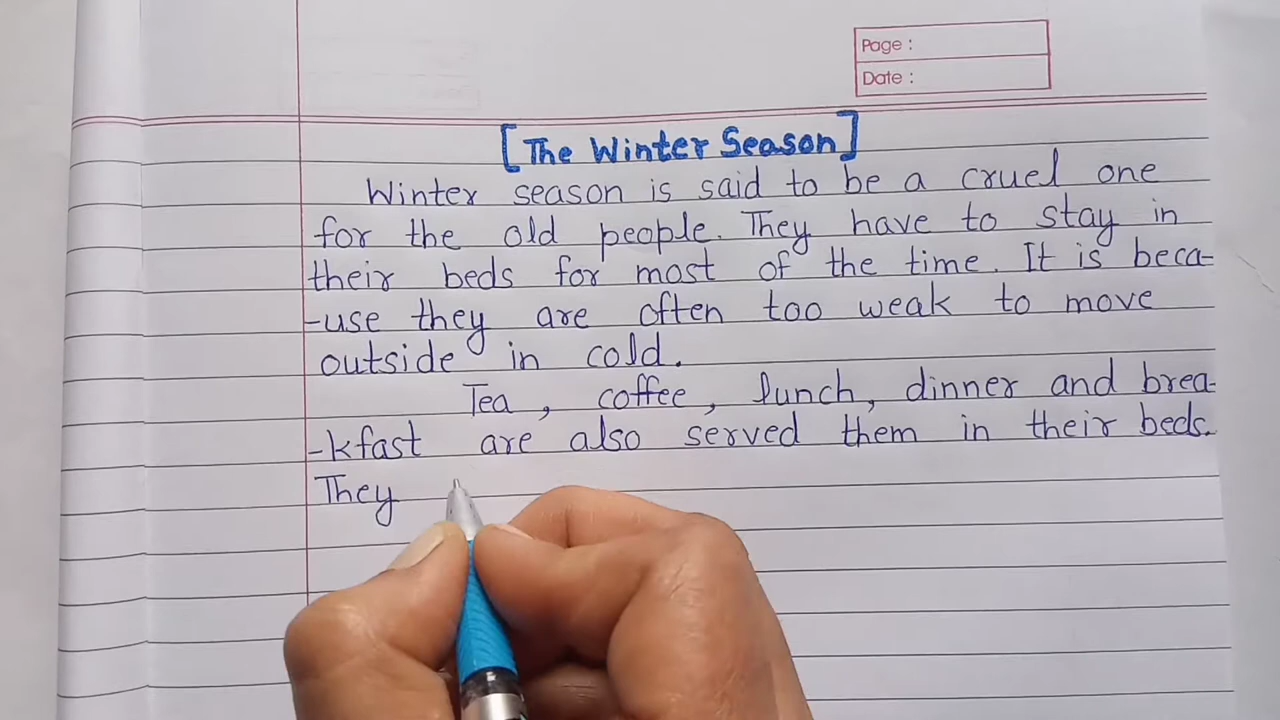 Page :
Date :
[The Winter Season]
Winter season is said to be a cruel one
for the old people. They have to stay in
their beds for most of the time. It is beca-
-use they are often too weak to move
outside in cold.
Tea, coffee, lunch, dinner and brea-
-kfast are also served them in their beds.
They